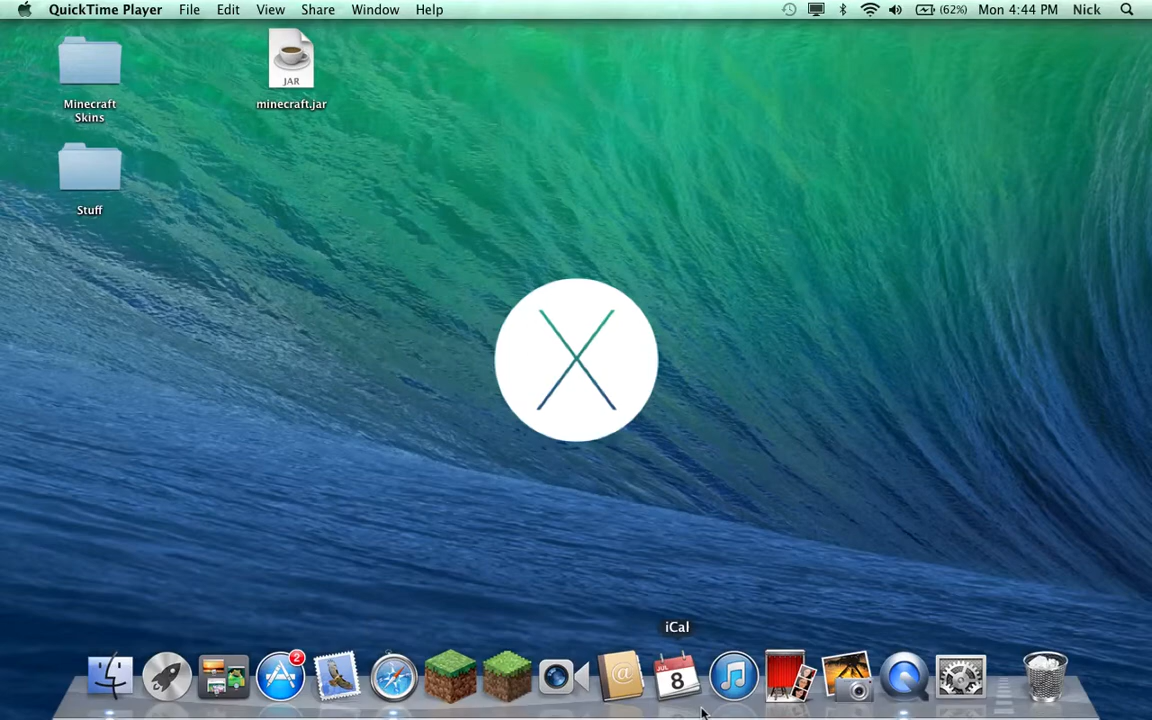 QuickTime Player File Edit View Share Window Help (62%) Mon 4:44 PM Nick
JAR
Minecraft
Skins
minecraft.jar
Stuff
X
iCal
2
@
JUL
8